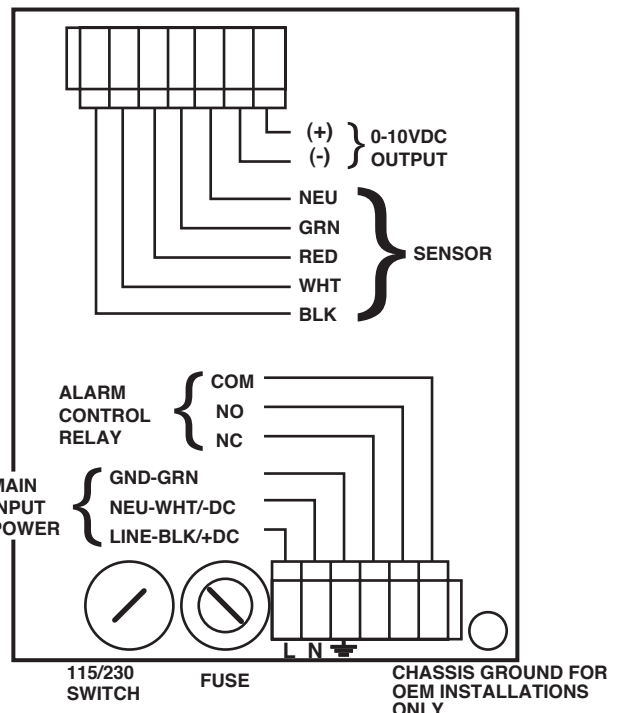 (+)
(-)
0-10VDC
OUTPUT
NEU
GRN
RED
WHT
BLK
SENSOR
ALARM
CONTROL
RELAY
COM
NO
NC
MAIN
INPUT
POWER
GND-GRN
NEU-WHT/-DC
LINE-BLK/+DC
L N
115/230
SWITCH
FUSE
CHASSIS GROUND FOR
OEM INSTALLATIONS
ONLY